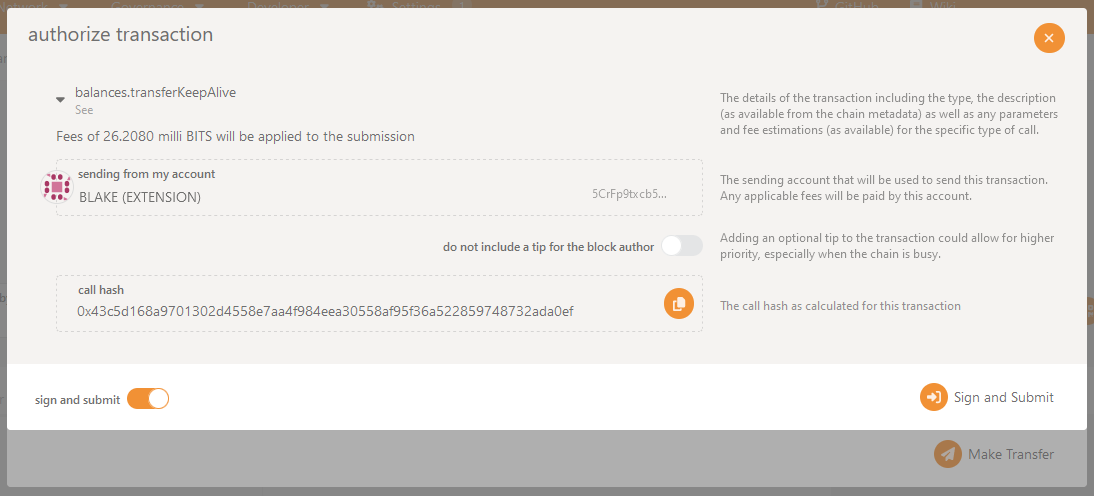 Network Governance Developer Settings GitHub Wiki
authorize transaction
balances.transferKeepAlive
See
Fees of 26.2080 milli BITS will be applied to the submission
The details of the transaction including the type, the description
(as available from the chain metadata) as well as any parameters
and fee estimations (as available) for the specific type of call.
sending from my account
BLAKE (EXTENSION)
5CrFp9txcb5...
The sending account that will be used to send this transaction.
Any applicable fees will be paid by this account.
do not include a tip for the block author
Adding an optional tip to the transaction could allow for higher
priority, especially when the chain is busy.
call hash
0x43c5d168a9701302d4558e7aa4f984eea30558af95f36a522859748732ada0ef
The call hash as calculated for this transaction
sign and submit
Sign and Submit
Make Transfer